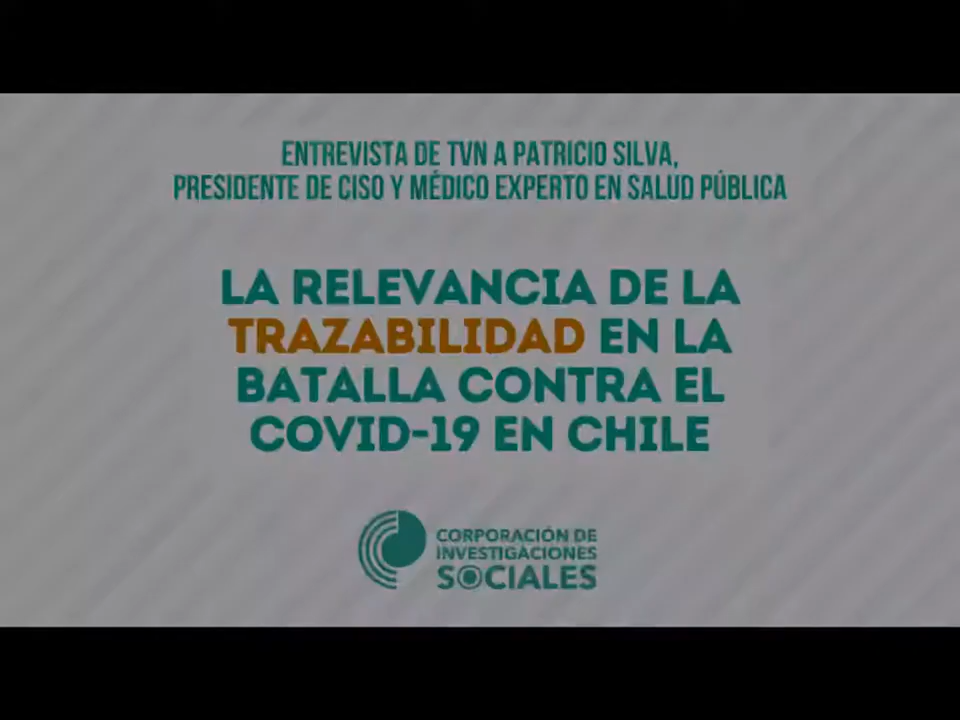 ENTREVISTA DE TVN A PATRICIO SILVA,
PRESIDENTE DE CISO Y MÉDICO EXPERTO EN SALUD PÚBLICA
LA RELEVANCIA DE LA
TRAZABILIDAD EN LA
BATALLA CONTRA EL
COVID-19 EN CHILE
CORPORACIÓN DE
INVESTIGACIONES
SOCIALES